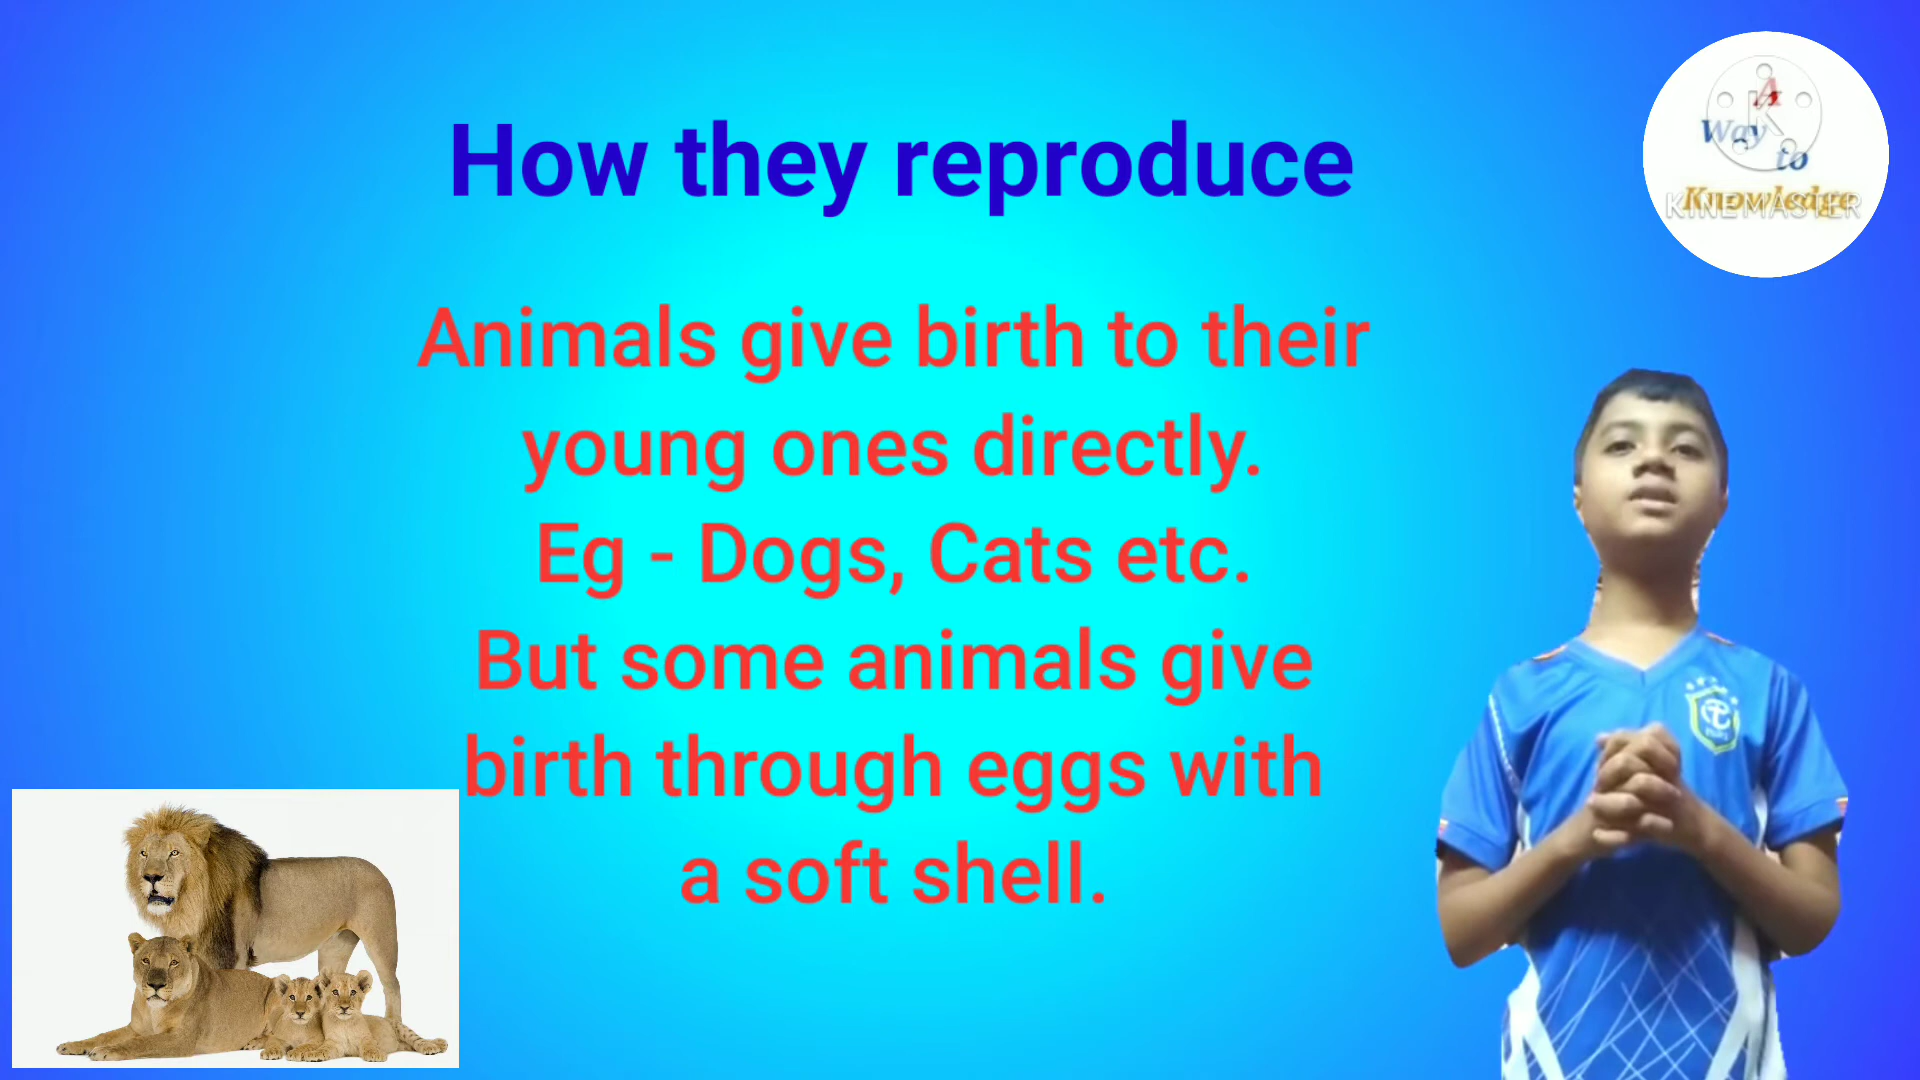 How they reproduce
Animals give birth to their
young ones directly.
Eg - Dogs, Cats etc.
But some animals give
birth through eggs with
a soft shell.
A
Way
to
Knowledge
KINEMASTER